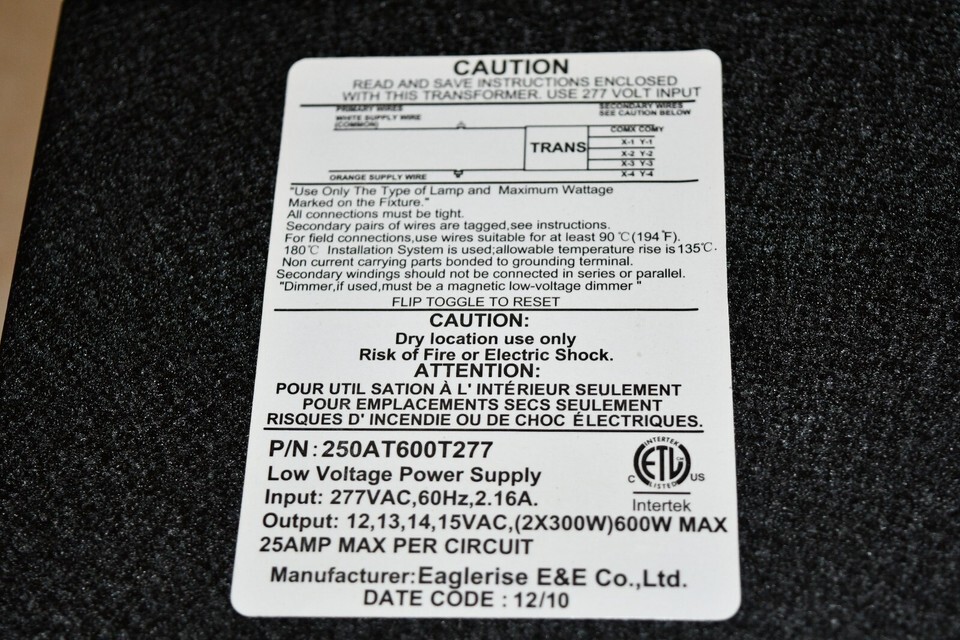 CAUTION
READ AND SAVE INSTRUCTIONS ENCLOSED
WITH THIS TRANSFORMER. USE 277 VOLT INPUT
PRIMARY WIRES
WHITE SUPPLY WIRE
(COMMON)
SECONDARY WIRES
SEE CAUTION BELOW
TRANS
COMX COMY
X-1 Y-1
X-2 Y-2
X-3 Y-3
X-4 Y-4
ORANGE SUPPLY WIRE
"Use Only The Type of Lamp and Maximum Wattage
Marked on the Fixture."
All connections must be tight.
Secondary pairs of wires are tagged,see instructions.
For field connections,use wires suitable for at least 90 ℃(194℉).
180℃ Installation System is used;allowable temperature rise is 135℃.
Non current carrying parts bonded to grounding terminal.
Secondary windings should not be connected in series or parallel.
"Dimmer,if used,must be a magnetic low-voltage dimmer "
FLIP TOGGLE TO RESET
CAUTION:
Dry location use only
Risk of Fire or Electric Shock.
ATTENTION:
POUR UTIL SATION À L' INTÉRIEUR SEULEMENT
POUR EMPLACEMENTS SECS SEULEMENT
RISQUES D' INCENDIE OU DE CHOC ÉLECTRIQUES.
P/N: 250AT600T277
Low Voltage Power Supply
Input: 277VAC,60Hz,2.16A.
Output: 12,13,14,15VAC,(2X300W)600W MAX
25AMP MAX PER CIRCUIT
INTERTEK
ETL
CM
LISTED
C US
Intertek
Manufacturer:Eaglerise E&E Co.,Ltd.
DATE CODE : 12/10